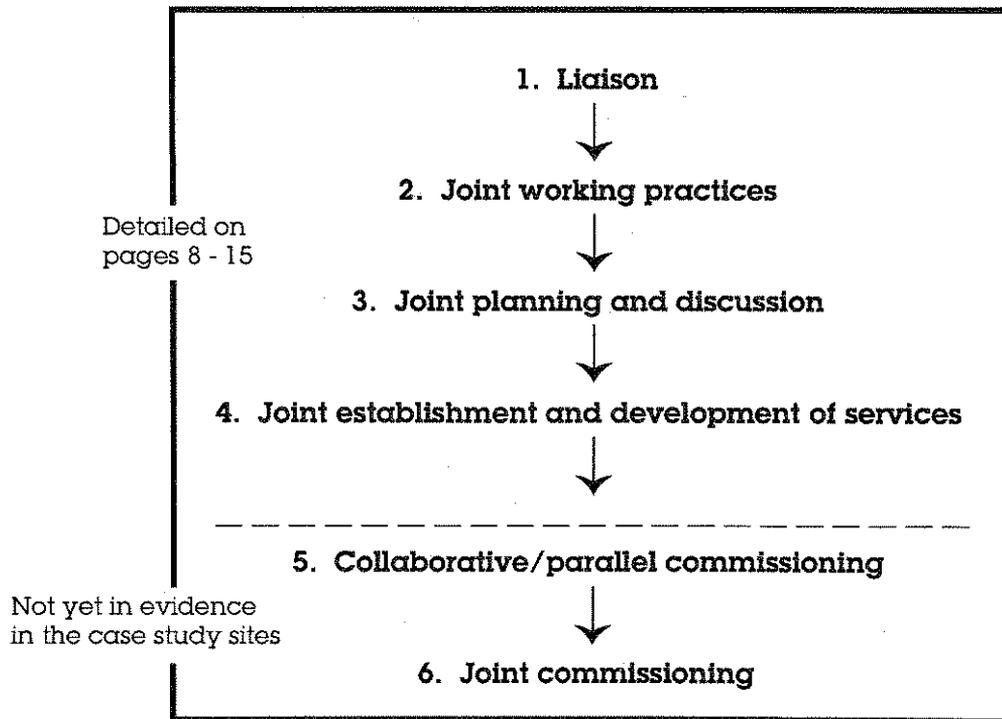 1. Liaison
2. Joint working practices
Detailed on
pages 8 - 15
3. Joint planning and discussion
4. Joint establishment and development of services
5. Collaborative/parallel commissioning
Not yet in evidence
in the case study sites
6. Joint commissioning